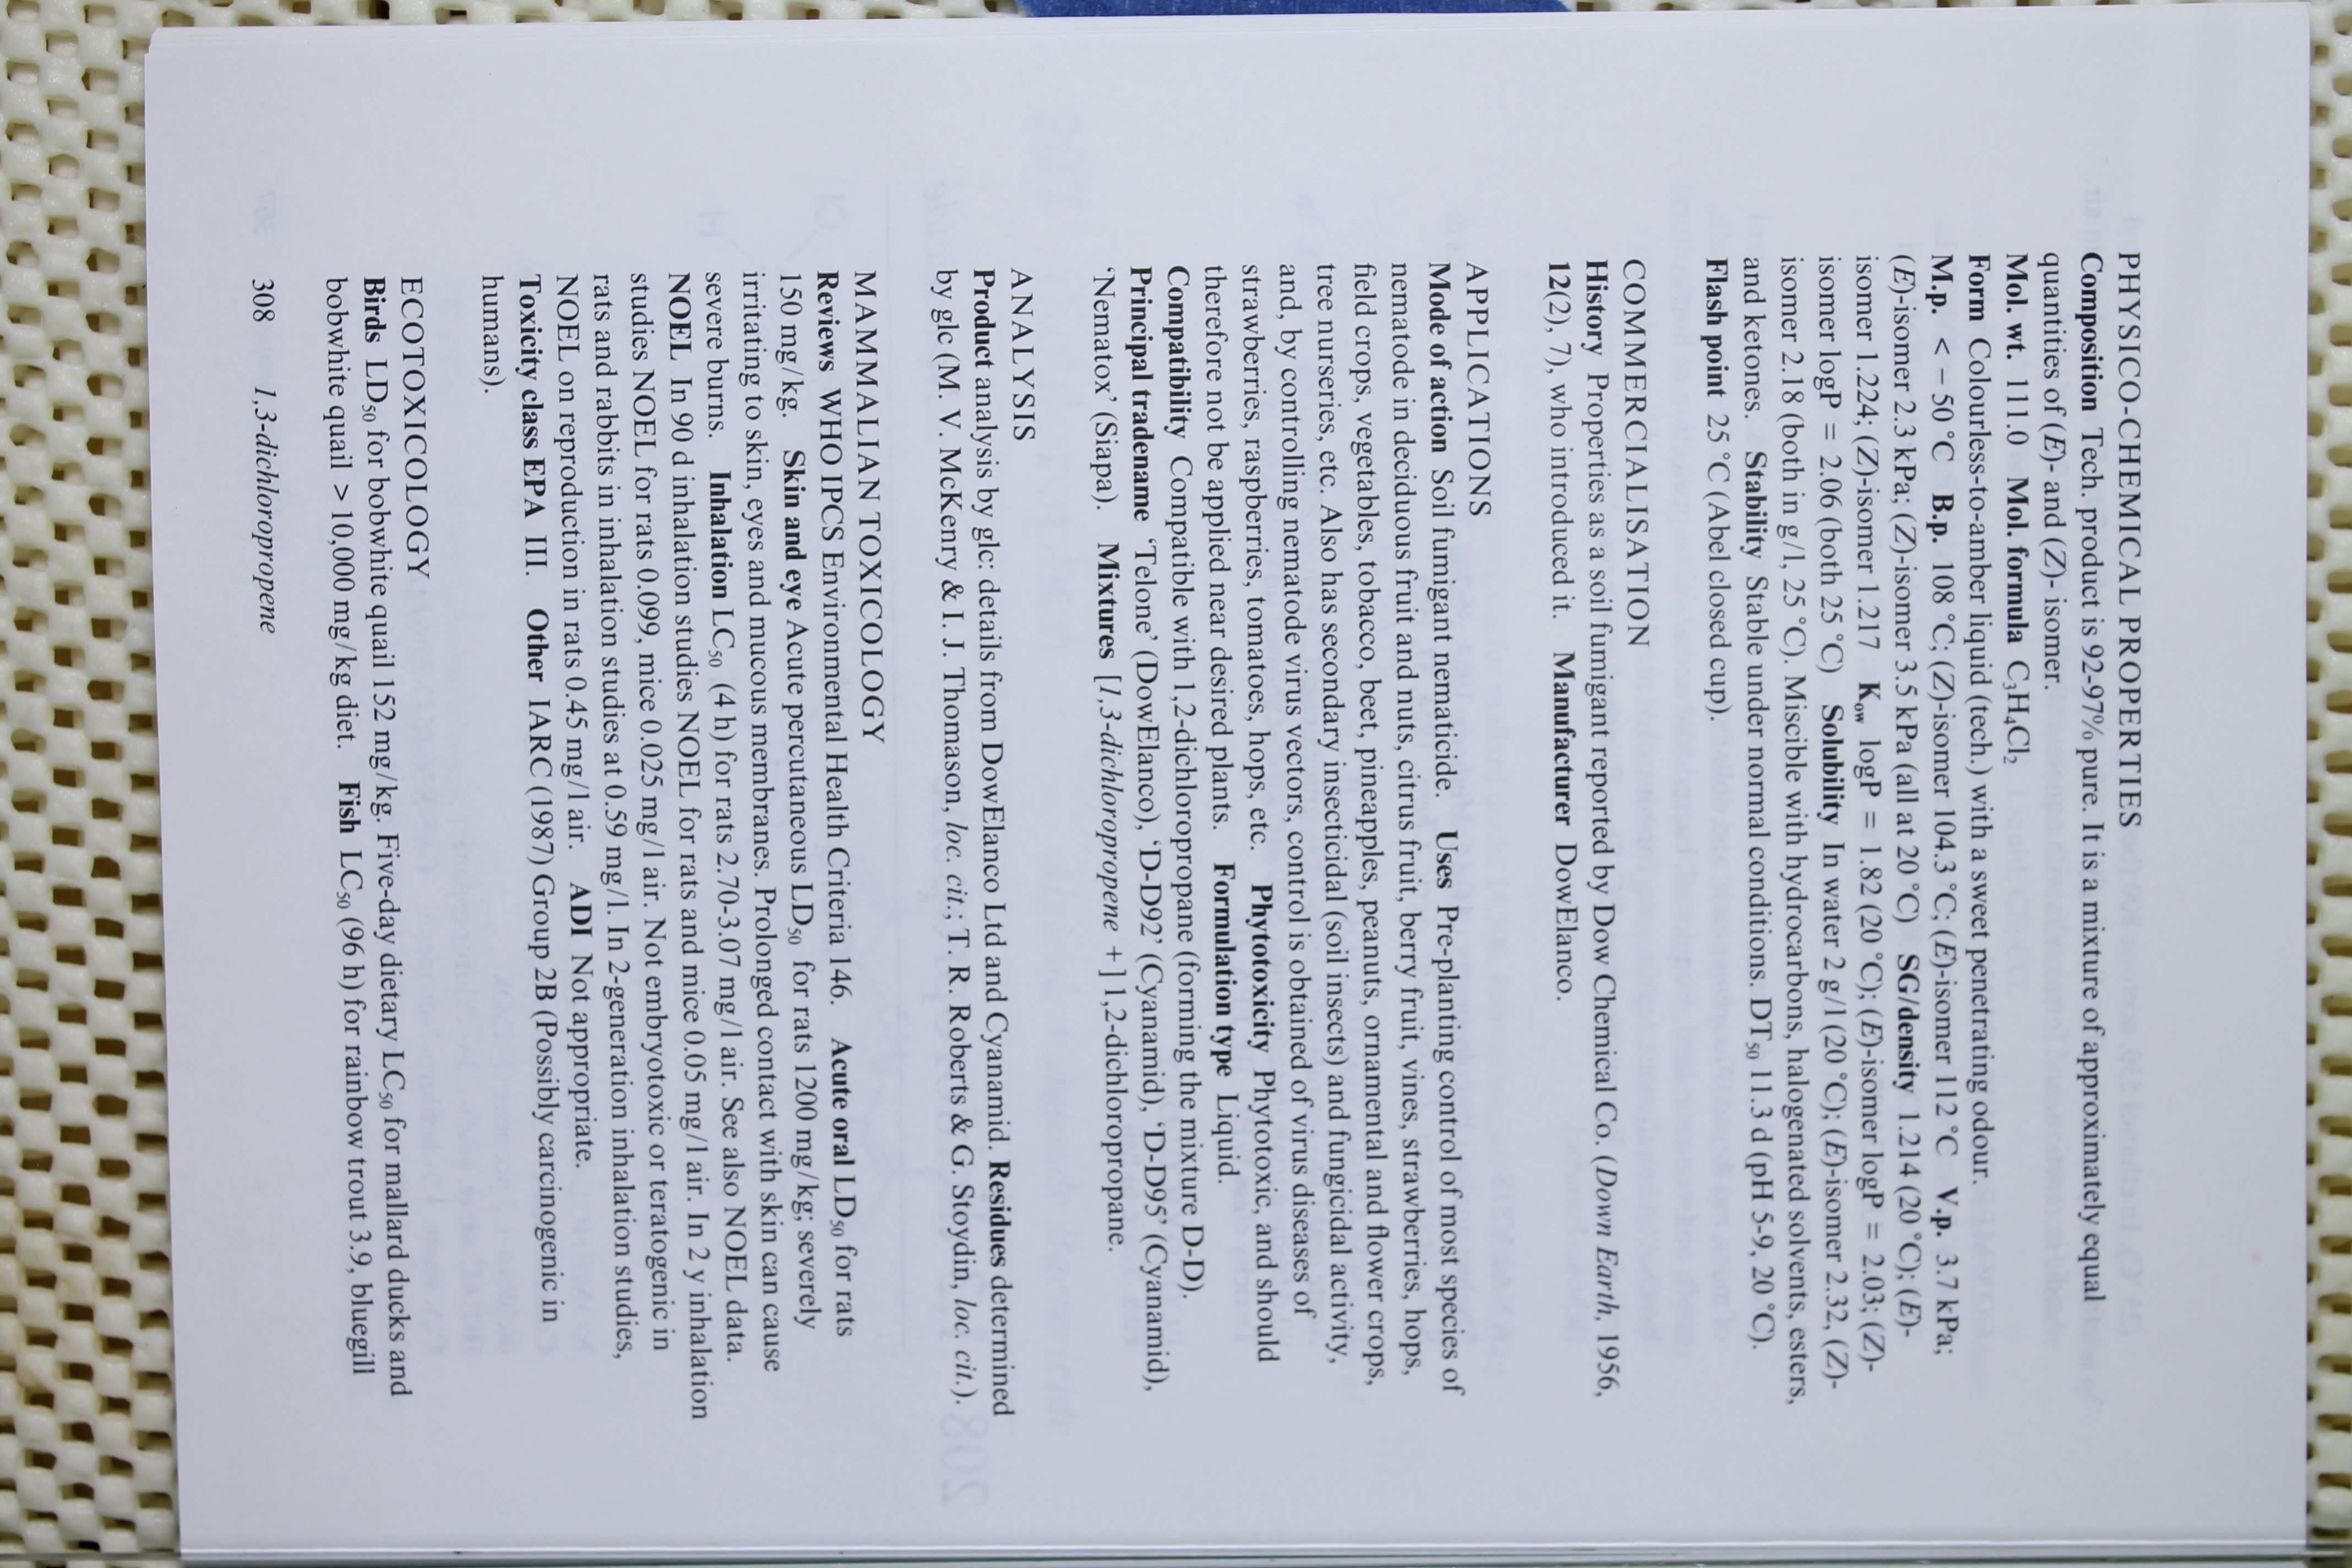 PHYSICO-CHEMICAL PROPERTIES
Composition Tech. product is 92-97% pure. It is a mixture of approximately equal
quantities of (E)- and (Z)- isomer.
Mol. wt. 111.0 Mol. formula C₃H₄Cl₂
Form Colourless-to-amber liquid (tech.) with a sweet penetrating odour.
M.p. < − 50 °C B.p. 108 °C; (Z)-isomer 104.3 °C; (E)-isomer 112 °C V.p. 3.7 kPa;
(E)-isomer 2.3 kPa; (Z)-isomer 3.5 kPa (all at 20 °C) SG/density 1.214 (20 °C); (E)-
isomer 1.224; (Z)-isomer 1.217 Kow logP = 1.82 (20 °C); (E)-isomer logP = 2.03; (Z)-
isomer logP = 2.06 (both 25 °C) Solubility In water 2 g/l (20 °C); (E)-isomer 2.32, (Z)-
isomer 2.18 (both in g/l, 25 °C). Miscible with hydrocarbons, halogenated solvents, esters,
and ketones. Stability Stable under normal conditions. DT₅₀ 11.3 d (pH 5-9, 20 °C).
Flash point 25 °C (Abel closed cup).
COMMERCIALISATION
History Properties as a soil fumigant reported by Dow Chemical Co. (Down Earth, 1956,
12(2), 7), who introduced it. Manufacturer DowElanco.
APPLICATIONS
Mode of action Soil fumigant nematicide. Uses Pre-planting control of most species of
nematode in deciduous fruit and nuts, citrus fruit, berry fruit, vines, strawberries, hops,
field crops, vegetables, tobacco, beet, pineapples, peanuts, ornamental and flower crops,
tree nurseries, etc. Also has secondary insecticidal (soil insects) and fungicidal activity,
and, by controlling nematode virus vectors, control is obtained of virus diseases of
strawberries, raspberries, tomatoes, hops, etc. Phytotoxicity Phytotoxic, and should
therefore not be applied near desired plants. Formulation type Liquid.
Compatibility Compatible with 1,2-dichloropropane (forming the mixture D-D).
Principal tradename ‘Telone’ (DowElanco), ‘D-D92’ (Cyanamid), ‘D-D95’ (Cyanamid),
‘Nematox’ (Siapa). Mixtures [1,3-dichloropropene +] 1,2-dichloropropane.
ANALYSIS
Product analysis by glc: details from DowElanco Ltd and Cyanamid. Residues determined
by glc (M. V. McKenry & I. J. Thomason, loc. cit.; T. R. Roberts & G. Stoydin, loc. cit.).
MAMMALIAN TOXICOLOGY
Reviews WHO IPCS Environmental Health Criteria 146. Acute oral LD₅₀ for rats
150 mg/kg. Skin and eye Acute percutaneous LD₅₀ for rats 1200 mg/kg; severely
irritating to skin, eyes and mucous membranes. Prolonged contact with skin can cause
severe burns. Inhalation LC₅₀ (4 h) for rats 2.70-3.07 mg/l air. See also NOEL data.
NOEL In 90 d inhalation studies NOEL for rats and mice 0.05 mg/l air. In 2 y inhalation
studies NOEL for rats 0.099, mice 0.025 mg/l air. Not embryotoxic or teratogenic in
rats and rabbits in inhalation studies at 0.59 mg/l. In 2-generation inhalation studies,
NOEL on reproduction in rats 0.45 mg/l air. ADI Not appropriate.
Toxicity class EPA III. Other IARC (1987) Group 2B (Possibly carcinogenic in
humans).
ECOTOXICOLOGY
Birds LD₅₀ for bobwhite quail 152 mg/kg. Five-day dietary LC₅₀ for mallard ducks and
bobwhite quail > 10,000 mg/kg diet. Fish LC₅₀ (96 h) for rainbow trout 3.9, bluegill
308 1,3-dichloropropene